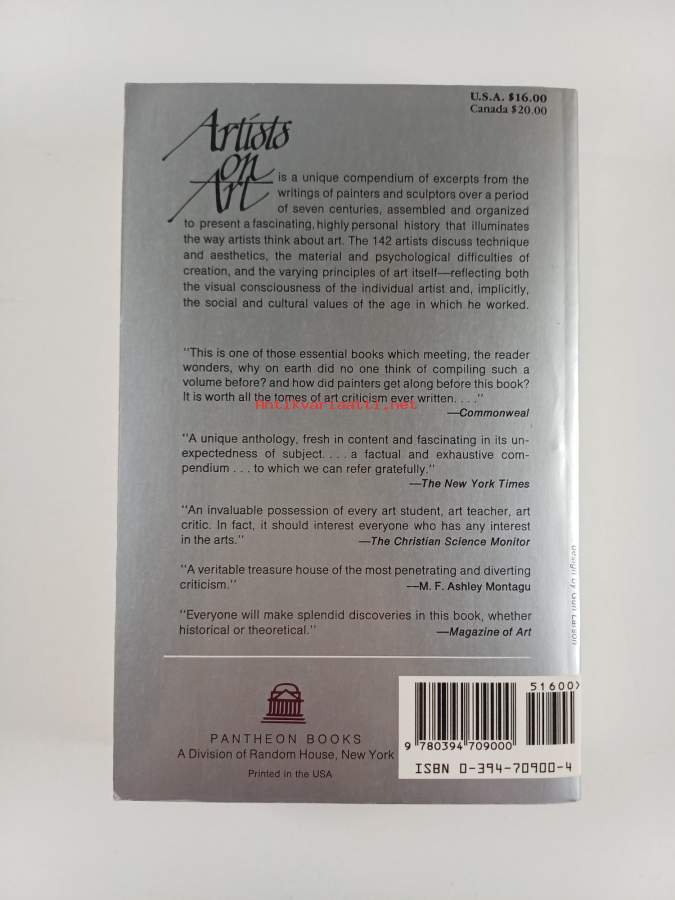 U.S.A. $16.00
Canada $20.00
Artists
on
Art
is a unique compendium of excerpts from the
writings of painters and sculptors over a period
of seven centuries, assembled and organized
to present a fascinating, highly personal history that illuminates
the way artists think about art. The 142 artists discuss technique
and aesthetics, the material and psychological difficulties of
creation, and the varying principles of art itself—reflecting both
the visual consciousness of the individual artist and, implicitly,
the social and cultural values of the age in which he worked.
"This is one of those essential books which meeting, the reader
wonders, why on earth did no one think of compiling such a
volume before? and how did painters get along before this book?
It is worth all the tomes of art criticism ever written. . . ."
Antikvariaatti.net
—Commonweal
"A unique anthology, fresh in content and fascinating in its un-
expectedness of subject. . . . a factual and exhaustive com-
pendium . . . to which we can refer gratefully."
—The New York Times
"An invaluable possession of every art student, art teacher, art
critic. In fact, it should interest everyone who has any interest
in the arts." —The Christian Science Monitor
"A veritable treasure house of the most penetrating and diverting
criticism." —M. F. Ashley Montagu
"Everyone will make splendid discoveries in this book, whether
historical or theoretical." —Magazine of Art
design by
PANTHEON BOOKS
A Division of Random House, New York
Printed in the USA
51600>
9 780394 709000
ISBN 0-394-70900-4